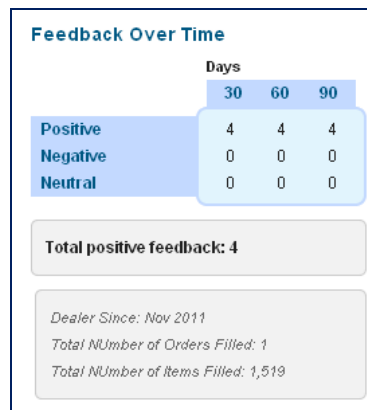 Feedback Over Time
Days
30 60 90
Positive 4 4 4
Negative 0 0 0
Neutral 0 0 0
Total positive feedback: 4
Dealer Since: Nov 2011
Total NUmber of Orders Filled: 1
Total NUmber of Items Filled: 1,519